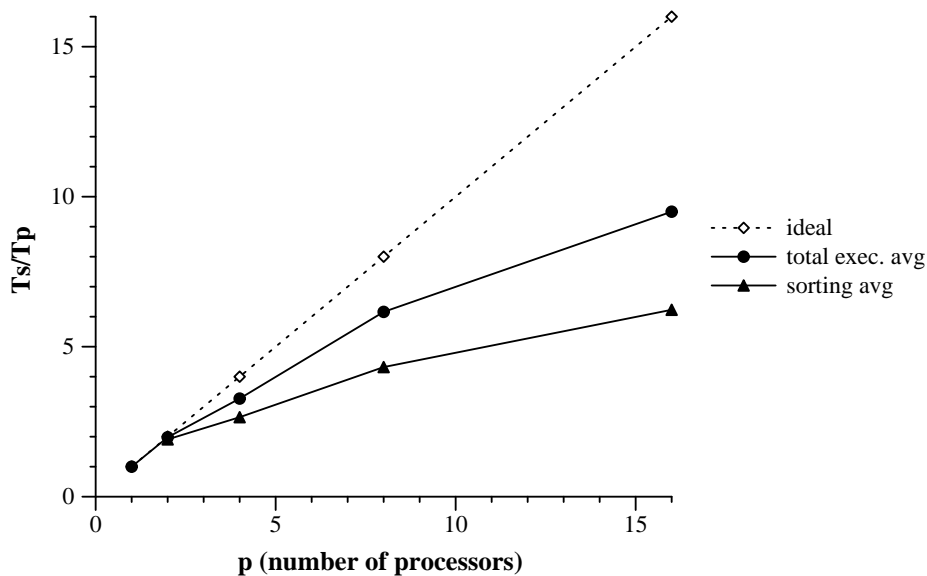 15
10
5
0
Ts/Tp
0
5
10
15
p (number of processors)
ideal
total exec. avg
sorting avg